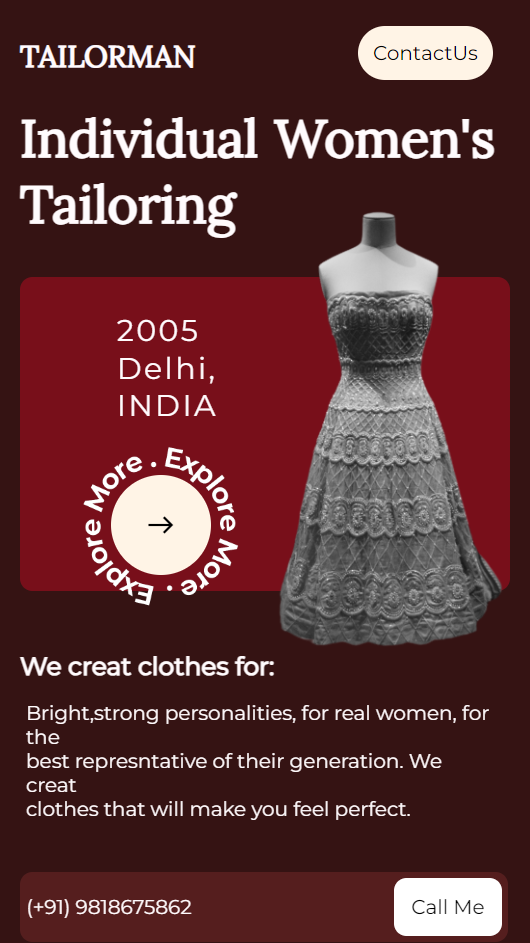 TAILORMAN
ContactUs
Individual Women's
Tailoring
2005
Delhi,
INDIA
Explore More . Explore More .
We creat clothes for:
Bright,strong personalities, for real women, for
the
best represntative of their generation. We
creat
clothes that will make you feel perfect.
(+91) 9818675862
Call Me